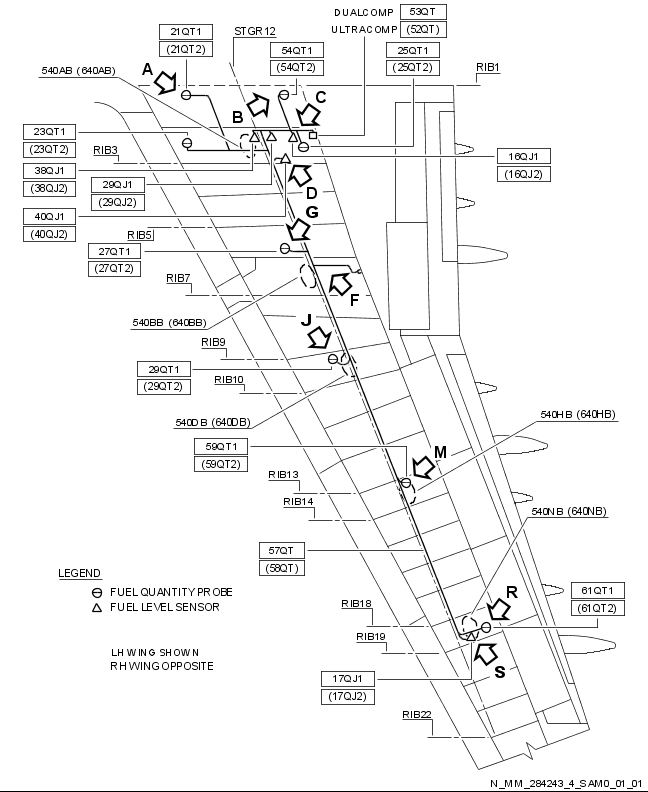 DUALCOMP 53QT
ULTRACOMP (52QT)
21QT1
(21QT2)
STGR12
54QT1
(54QT2)
25QT1
(25QT2)
540AB (640AB)
A
RIB1
B
C
23QT1
(23QT2)
RIB3
16QJ1
(16QJ2)
38QJ1
(38QJ2)
29QJ1
(29QJ2)
D
40QJ1
(40QJ2)
G
RIB5
27QT1
(27QT2)
RIB7
F
540BB (640BB)
J
RIB9
29QT1
(29QT2)
RIB10
540DB (640DB)
540HB (640HB)
59QT1
(59QT2)
M
RIB13
RIB14
540NB (640NB)
57QT
(58QT)
LEGEND
FUEL QUANTITY PROBE
FUEL LEVEL SENSOR
R
61QT1
(61QT2)
RIB18
RIB19
LH WING SHOWN
RH WING OPPOSITE
S
17QJ1
(17QJ2)
RIB22
N_MM_284243_4_SAM0_01_01